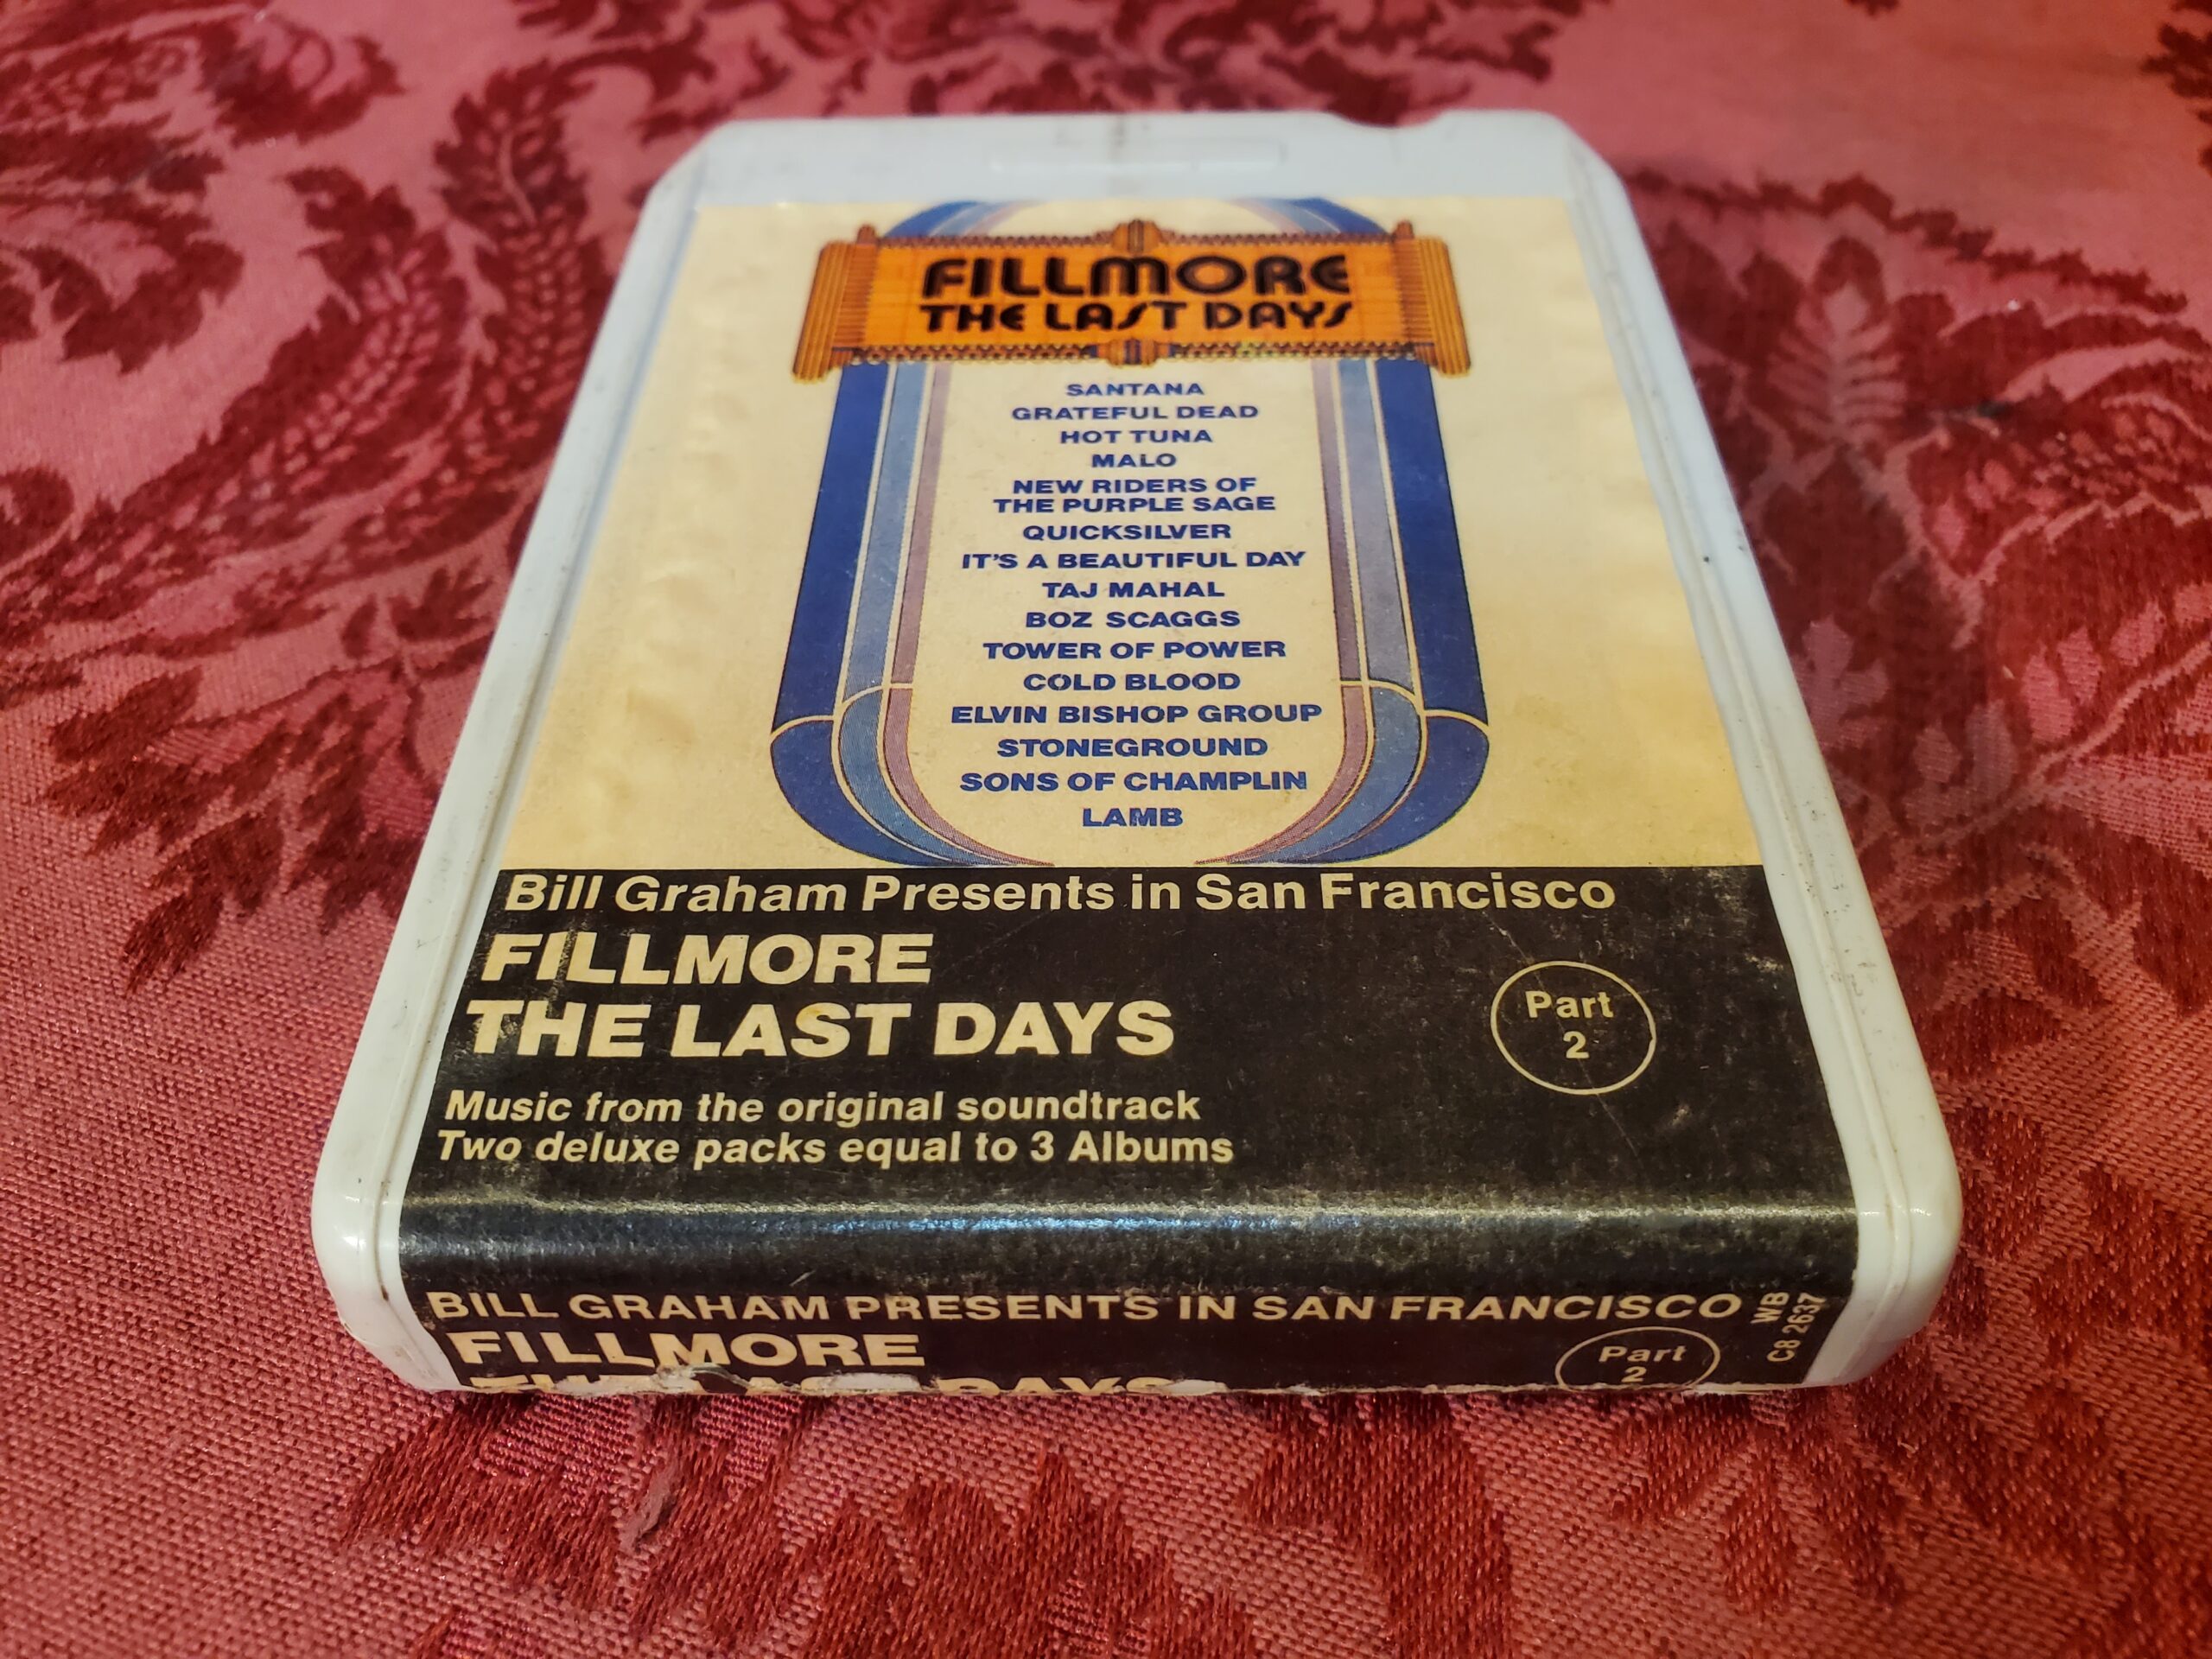 FILLMORE
THE LAST DAYS
SANTANA
GRATEFUL DEAD
HOT TUNA
MALO
NEW RIDERS OF
THE PURPLE SAGE
QUICKSILVER
IT'S A BEAUTIFUL DAY
TAJ MAHAL
BOZ SCAGGS
TOWER OF POWER
COLD BLOOD
ELVIN BISHOP GROUP
STONEGROUND
SONS OF CHAMPLIN
LAMB
Bill Graham Presents in San Francisco
FILLMORE
THE LAST DAYS
Part
2
Music from the original soundtrack
Two deluxe packs equal to 3 Albums
BILL GRAHAM PRESENTS IN SAN FRANCISCO
FILLMORE
THE LAST DAYS
Part
2
WB
C8 2637